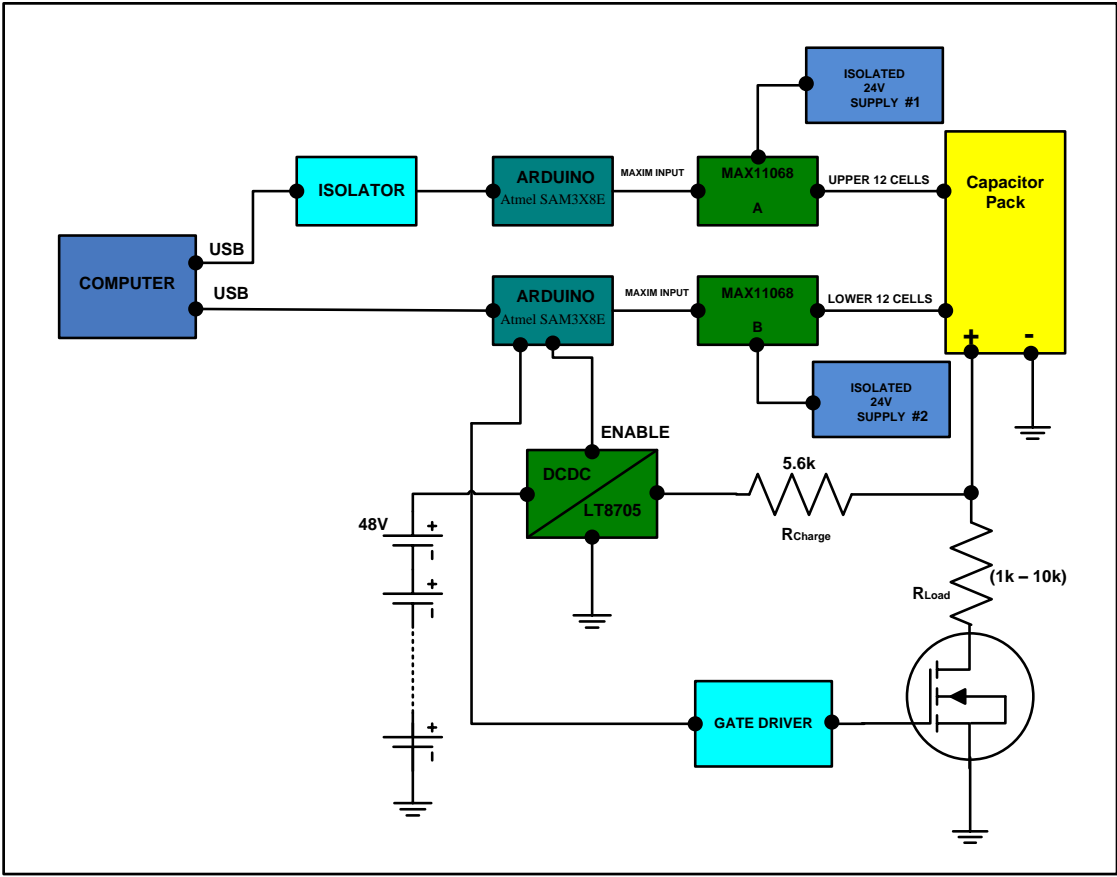 ISOLATED
24V
SUPPLY #1
ISOLATOR
ARDUINO
Atmel SAM3X8E
MAXIM INPUT
MAX11068
A
UPPER 12 CELLS
Capacitor
Pack
USB
COMPUTER
USB
ARDUINO
Atmel SAM3X8E
MAXIM INPUT
MAX11068
B
LOWER 12 CELLS
+
-
ISOLATED
24V
SUPPLY #2
ENABLE
DCDC
LT8705
5.6k
RCharge
48V
+
-
+
-
(1k – 10k)
RLoad
GATE DRIVER
+
-